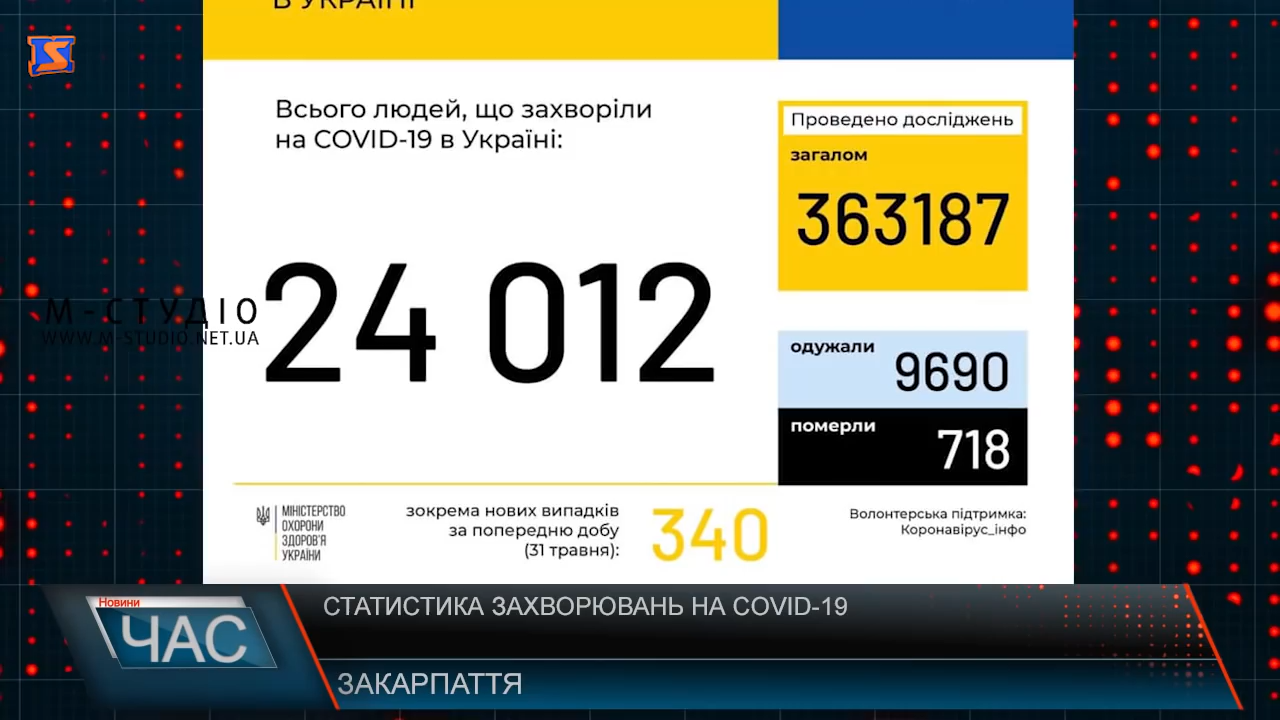 В УКРАЇНІ
Всього людей, що захворіли
на COVID-19 в Україні:
24 012
Проведено досліджень
загалом
363187
одужали
9690
померли
718
М-СТУДІО
WWW.M-STUDIO.NET.UA
МІНІСТЕРСТВО
ОХОРОНИ
ЗДОРОВ'Я
УКРАЇНИ
зокрема нових випадків
за попередню добу
(31 травня):
340
Волонтерська підтримка:
Коронавірус_інфо
Новини
ЧАС
СТАТИСТИКА ЗАХВОРЮВАНЬ НА COVID-19
ЗАКАРПАТТЯ